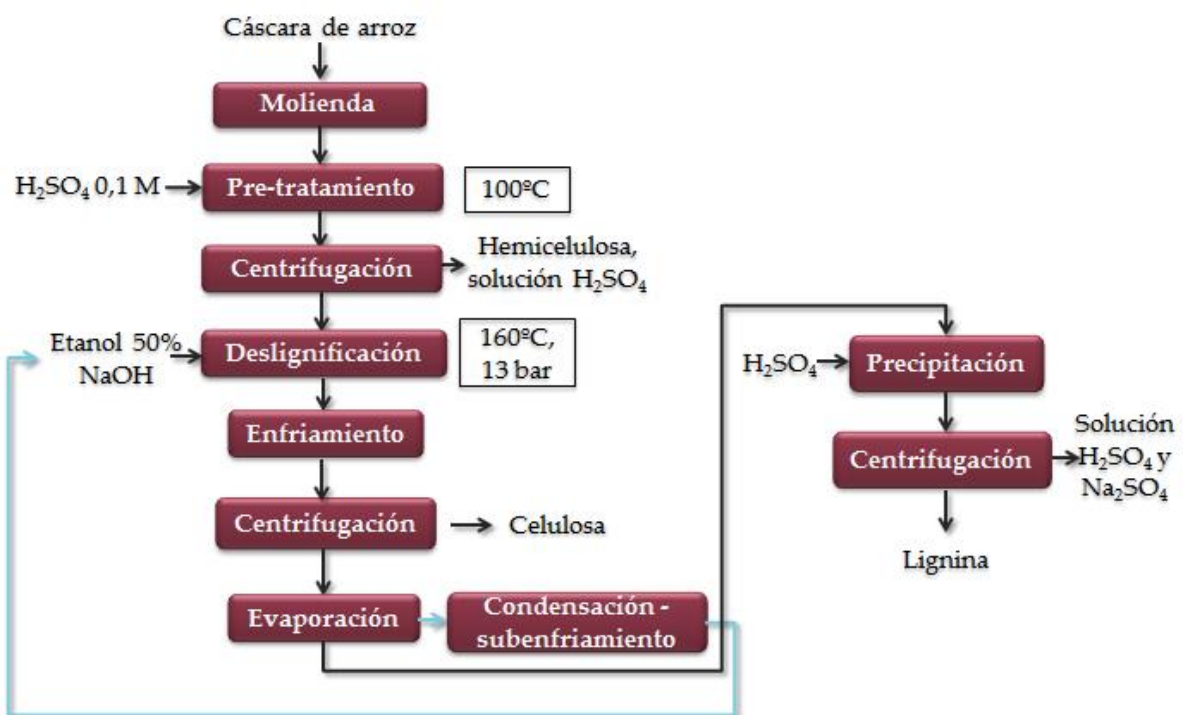 Cáscara de arroz
Molienda
H₂SO₄ 0,1 M
Pre-tratamiento
100ºC
Centrifugación
Hemicelulosa,
solución H₂SO₄
Etanol 50%
NaOH
Deslignificación
160ºC,
13 bar
Enfriamiento
Centrifugación
Celulosa
Evaporación
Condensación -
subenfriamiento
H₂SO₄
Precipitación
Centrifugación
Solución
H₂SO₄ y
Na₂SO₄
Lignina